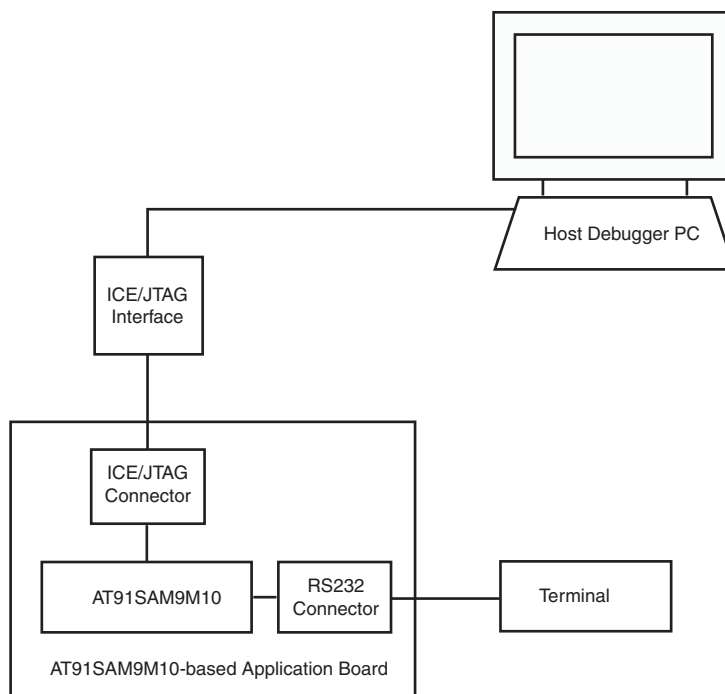 Host Debugger PC
ICE/JTAG
Interface
ICE/JTAG
Connector
AT91SAM9M10
RS232
Connector
Terminal
AT91SAM9M10-based Application Board